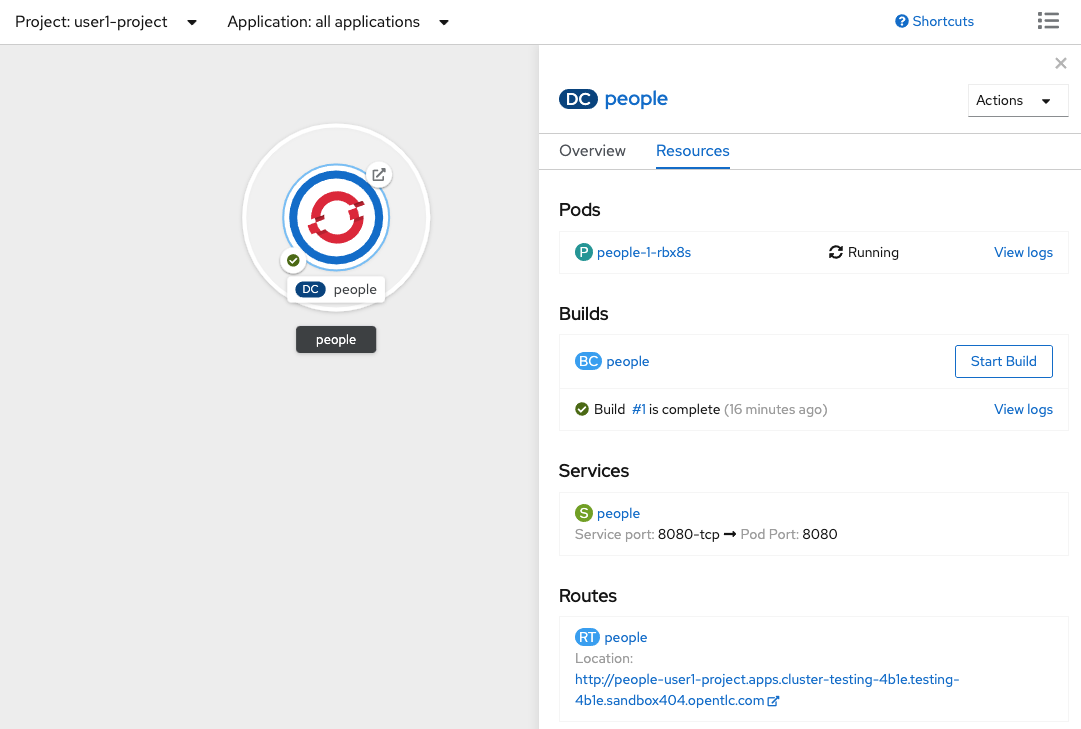 Project: user1-project
Application: all applications
Shortcuts
DC people
Actions
Overview
Resources
Pods
P people-1-rbx8s
Running
View logs
Builds
BC people
Start Build
Build #1 is complete (16 minutes ago)
View logs
Services
S people
Service port: 8080-tcp → Pod Port: 8080
Routes
RT people
Location:
http://people-user1-project.apps.cluster-testing-4b1e.testing-
4b1e.sandbox404.opentlc.com
DC people
people